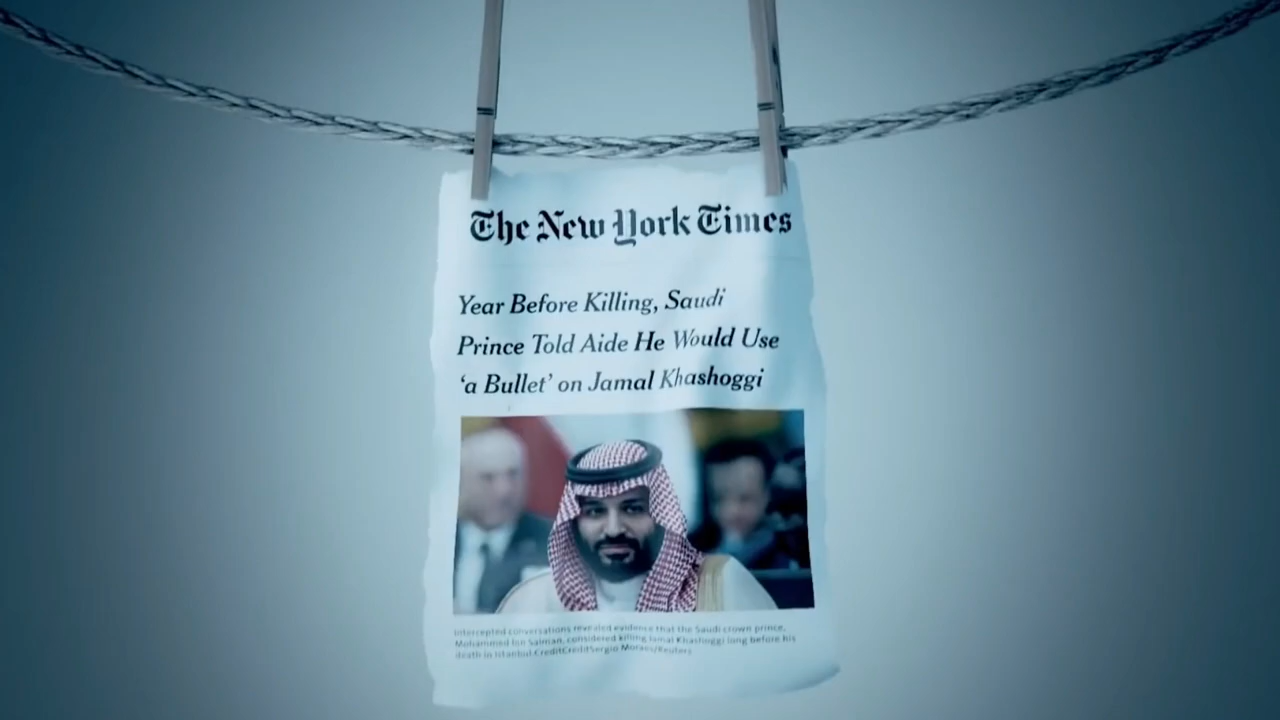 The New York Times
Year Before Killing, Saudi
Prince Told Aide He Would Use
‘a Bullet’ on Jamal Khashoggi
Intercepted conversations revealed evidence that the Saudi crown prince,
Mohammed bin Salman, considered killing Jamal Khashoggi long before his
death in Istanbul.CreditCreditSergio Moraes/Reuters